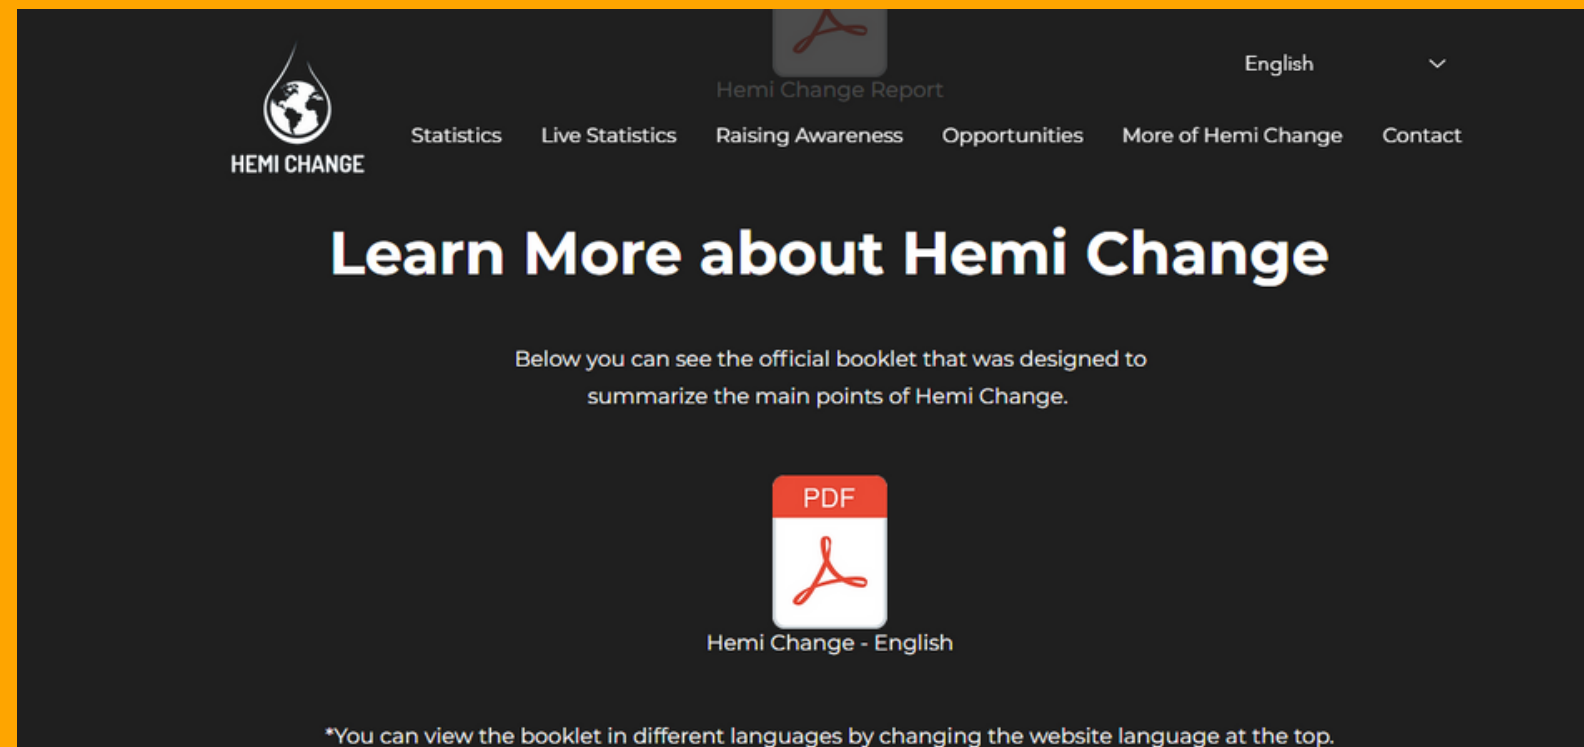 Hemi Change Report
English
HEMI CHANGE
Statistics Live Statistics Raising Awareness Opportunities More of Hemi Change Contact
Learn More about Hemi Change
Below you can see the official booklet that was designed to
summarize the main points of Hemi Change.
PDF
Hemi Change - English
*You can view the booklet in different languages by changing the website language at the top.